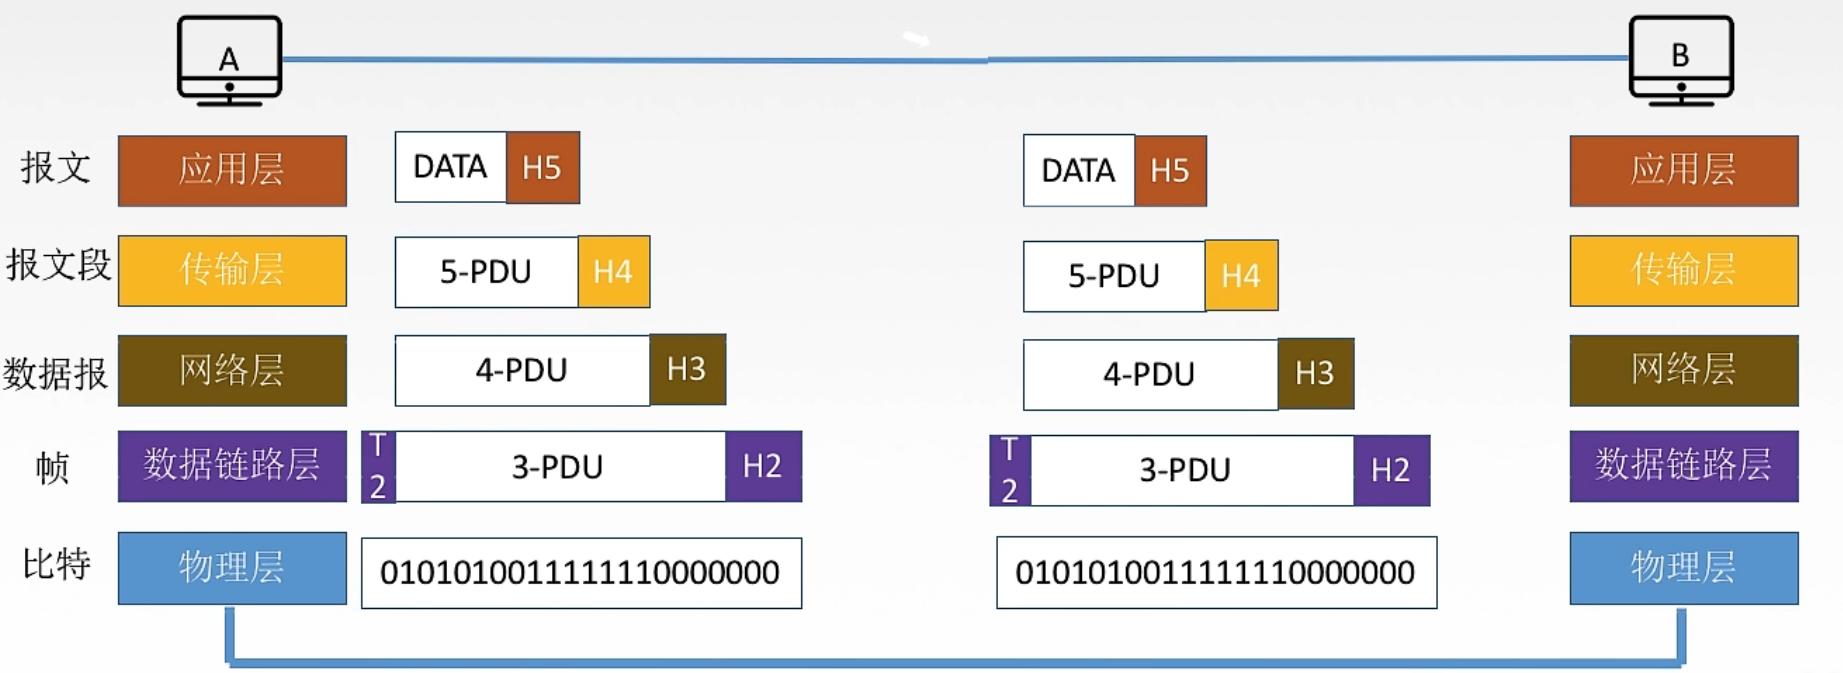 A
B
报文
应用层
DATA
H5
DATA
H5
应用层
报文段
传输层
5-PDU
H4
5-PDU
H4
传输层
数据报
网络层
4-PDU
H3
4-PDU
H3
网络层
帧
数据链路层
T2
3-PDU
H2
T2
3-PDU
H2
数据链路层
比特
物理层
0101010011111110000000
0101010011111110000000
物理层